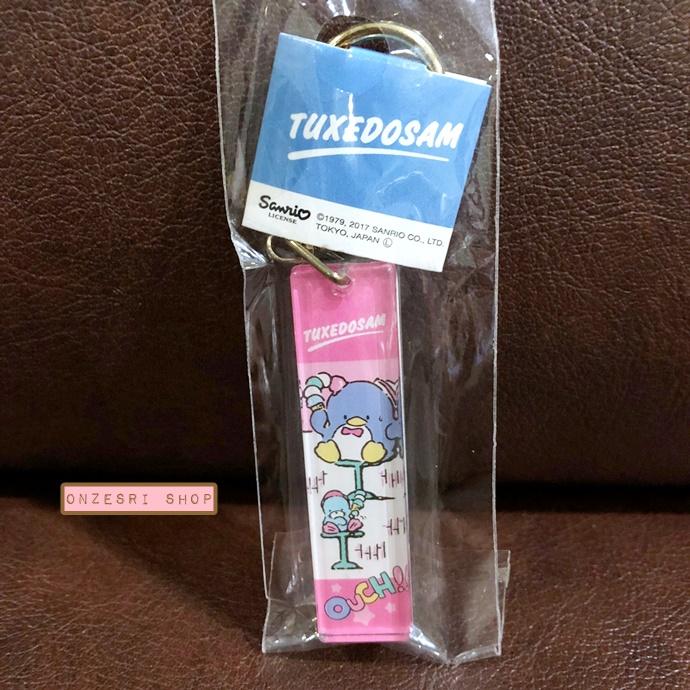 TUXEDOSAM
Sanrio
LICENSE
©1979, 2017 SANRIO CO., LTD.
TOKYO, JAPAN Ⓛ
TUXEDOSAM
OUCH!!
ONZESRI SHOP